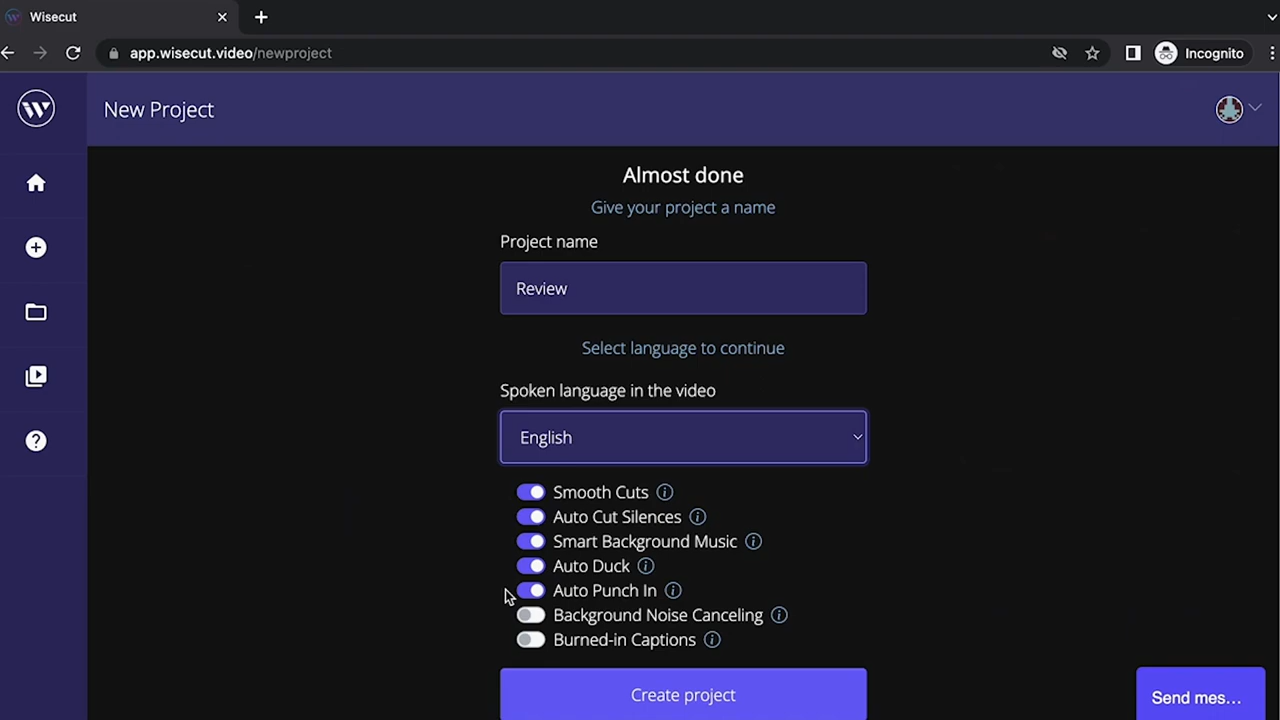 Wisecut
app.wisecut.video/newproject
Incognito
New Project
Almost done
Give your project a name
Project name
Review
Select language to continue
Spoken language in the video
English
Smooth Cuts
Auto Cut Silences
Smart Background Music
Auto Duck
Auto Punch In
Background Noise Canceling
Burned-in Captions
Create project
Send mes...